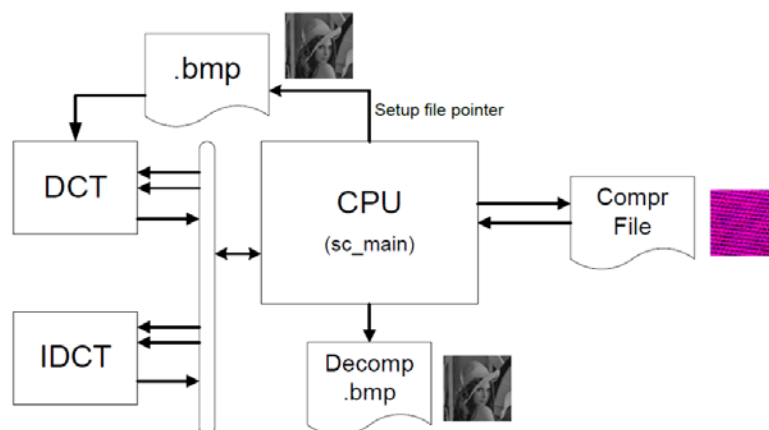 .bmp
Setup file pointer
DCT
CPU
(sc_main)
Compr
File
IDCT
Decomp
.bmp